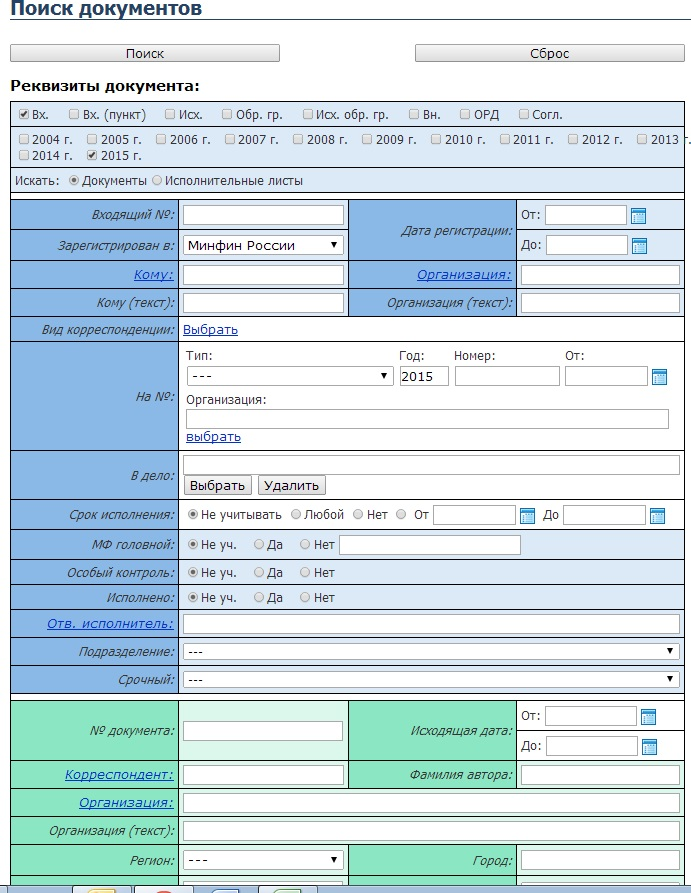 Поиск документов
Поиск Сброс
Реквизиты документа:
Вх. Вх. (пункт) Исх. Обр. гр. Исх. обр. гр. Вн. ОРД Согл.
2004 г. 2005 г. 2006 г. 2007 г. 2008 г. 2009 г. 2010 г. 2011 г. 2012 г. 2013 г.
2014 г. 2015 г.
Искать: Документы Исполнительные листы
Входящий №: Дата регистрации: От:
Зарегистрирован в: Минфин России До:
Кому: Организация:
Кому (текст): Организация (текст):
Вид корреспонденции: Выбрать
На №: Тип: Год: Номер: От:
--- 2015
Организация:
выбрать
В дело:
Выбрать Удалить
Срок исполнения: Не учитывать Любой Нет От До
МФ головной: Не уч. Да Нет
Особый контроль: Не уч. Да Нет
Исполнено: Не уч. Да Нет
Отв. исполнитель:
Подразделение: ---
Срочный: ---
№ документа: Исходящая дата: От:
До:
Корреспондент: Фамилия автора:
Организация:
Организация (текст):
Регион: --- Город: